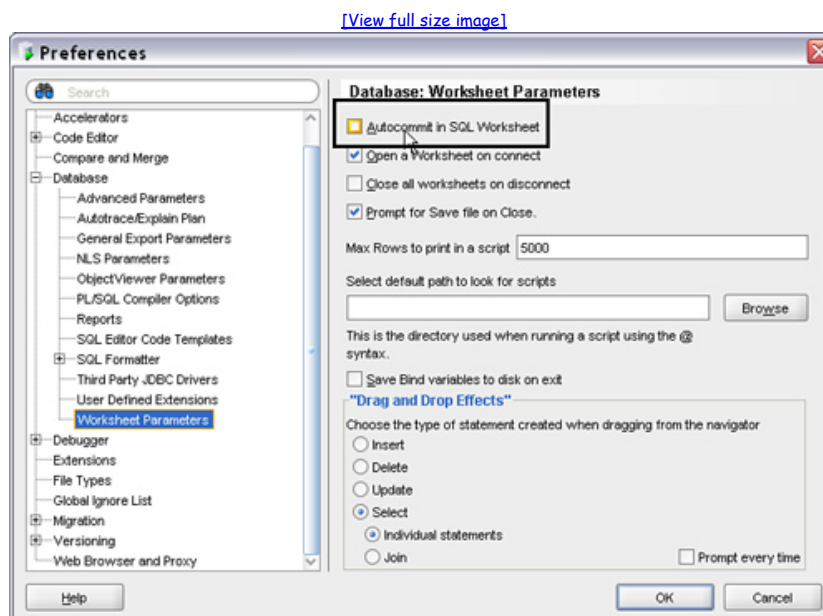 [View full size image]
Preferences
Search
Accelerators
Code Editor
Compare and Merge
Database
Advanced Parameters
Autotrace/Explain Plan
General Export Parameters
NLS Parameters
ObjectViewer Parameters
PL/SQL Compiler Options
Reports
SQL Editor Code Templates
SQL Formatter
Third Party JDBC Drivers
User Defined Extensions
Worksheet Parameters
Debugger
Extensions
File Types
Global Ignore List
Migration
Versioning
Web Browser and Proxy
Database: Worksheet Parameters
Autocommit in SQL Worksheet
Open a Worksheet on connect
Close all worksheets on disconnect
Prompt for Save file on Close.
Max Rows to print in a script 5000
Select default path to look for scripts
Browse
This is the directory used when running a script using the @
syntax.
Save Bind variables to disk on exit
"Drag and Drop Effects"
Choose the type of statement created when dragging from the navigator
Insert
Delete
Update
Select
Individual statements
Join Prompt every time
Help OK Cancel